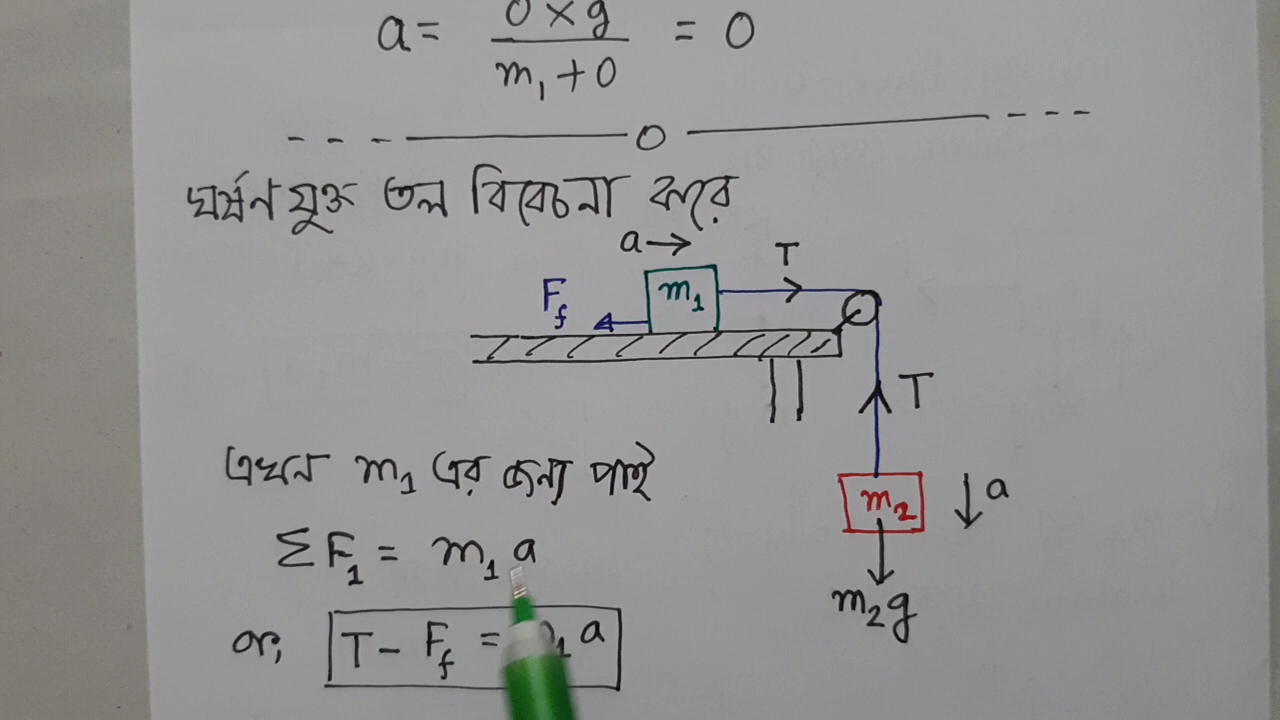 a = 0 × g / m₁ + 0 = 0
0
ঘর্ষণযুক্ত তল বিবেচনা করে
a →
T
F_f
m₁
T
m₂
a
m₂g
এখন m₁ এর জন্য পাই
ΣF₁ = m₁ a
or, T - F_f = m₁ a